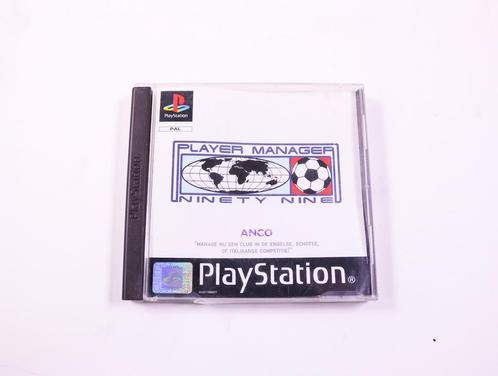 PlayStation
PAL
PLAYER MANAGER
NINETY NINE
ANCO
"MANAGE NU EEN CLUB IN DE ENGELSE, SCHOTSE,
OF ITALIAANSE COMPETITIE!"
PlayStation®
PlayStation